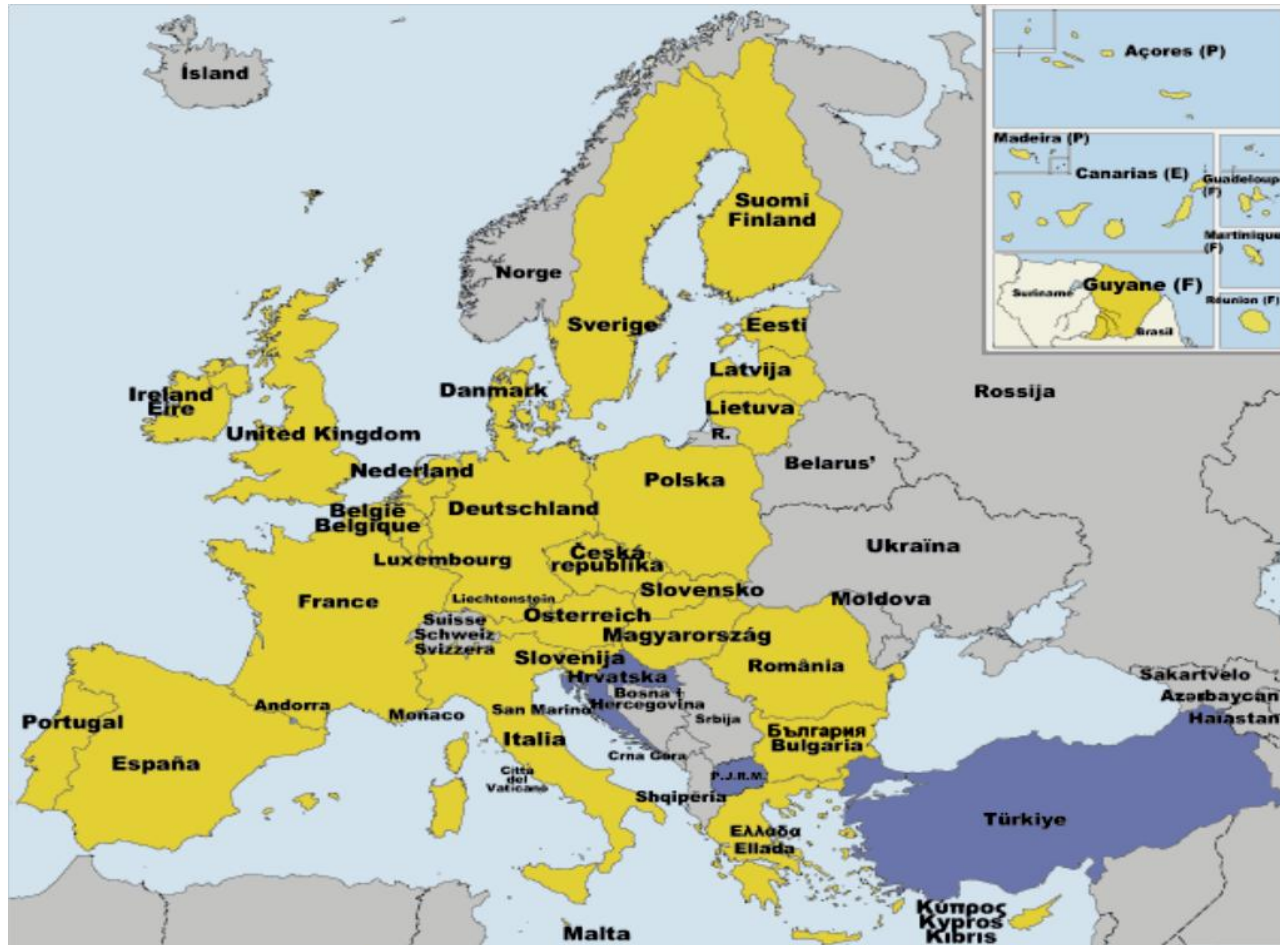 Ísland
Norge
Suomi
Finland
Sverige
Eesti
Latvija
Lietuva
R.
Danmark
Ireland
Éire
United Kingdom
Nederland
België
Belgique
Luxembourg
Deutschland
Polska
Belarus'
Rossija
Ukraïna
Moldova
Česká
republika
Slovensko
Liechtenstein
Österreich
Suisse
Schweiz
Svizzera
Magyarország
Slovenija
Hrvatska
Bosna i
Hercegovina
Srbija
România
France
Andorra
Monaco
San Marino
Italia
Città
del
Vaticano
Crna Gora
Shqipëria
P.J.R.M.
България
Bulgaria
Ελλάδα
Ellada
Portugal
España
Malta
Türkiye
Κύπρος
Kypros
Kıbrıs
Sakartvelo
Azərbaycan
Haïastan
Açores (P)
Madeira (P)
Canarias (E)
Guadeloupe
(F)
Martinique
(F)
Réunion (F)
Guyane (F)
Suriname
Brasil